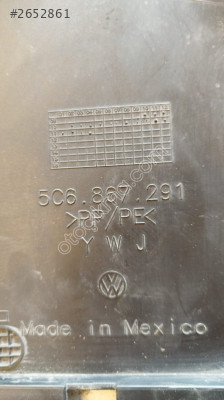 #2652861
5C6.867.291
>PP/PE<
Y W J
Made in Mexico